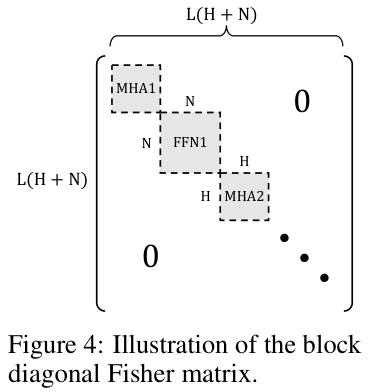 L(H + N)
MHA1
N
0
N
FFN1
H
L(H + N)
H
MHA2
0
Figure 4: Illustration of the block
diagonal Fisher matrix.